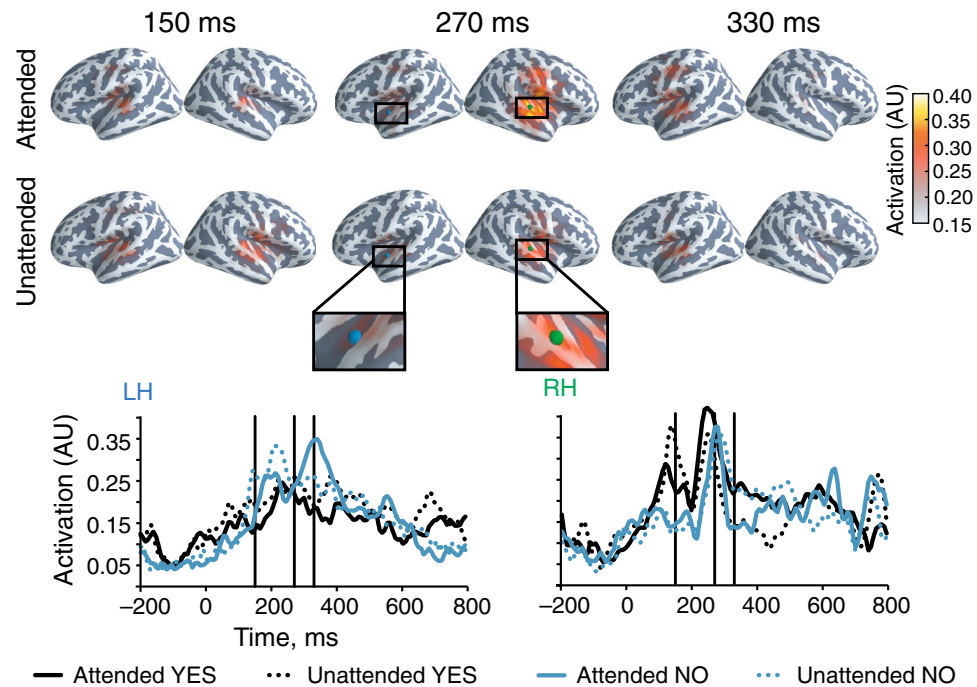 150 ms 270 ms 330 ms
Attended
Unattended
Activation (AU)
0.40
0.35
0.30
0.25
0.20
0.15
LH
RH
Activation (AU)
0.35
0.25
0.15
0.05
–200 0 200 400 600 800
–200 0 200 400 600 800
Time, ms
Attended YES Unattended YES Attended NO Unattended NO